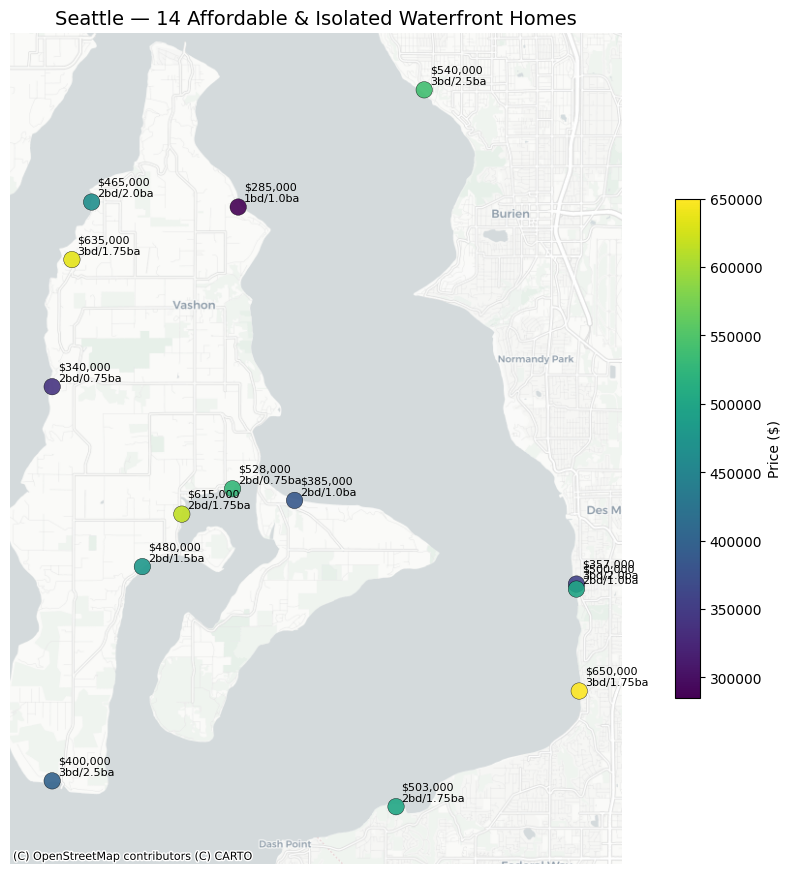 Seattle — 14 Affordable & Isolated Waterfront Homes
$540,000
3bd/2.5ba
$465,000
2bd/2.0ba
$285,000
1bd/1.0ba
Burien
$635,000
3bd/1.75ba
Vashon
Normandy Park
$340,000
2bd/0.75ba
$528,000
2bd/0.75ba
$385,000
2bd/1.0ba
$615,000
2bd/1.75ba
Des M
$480,000
2bd/1.5ba
$357,000
$500,000
2bd/1.0ba
$650,000
3bd/1.75ba
$400,000
3bd/2.5ba
$503,000
2bd/1.75ba
Dash Point
Federal Way
(C) OpenStreetMap contributors (C) CARTO
650000
600000
550000
500000
450000
400000
350000
300000
Price ($)